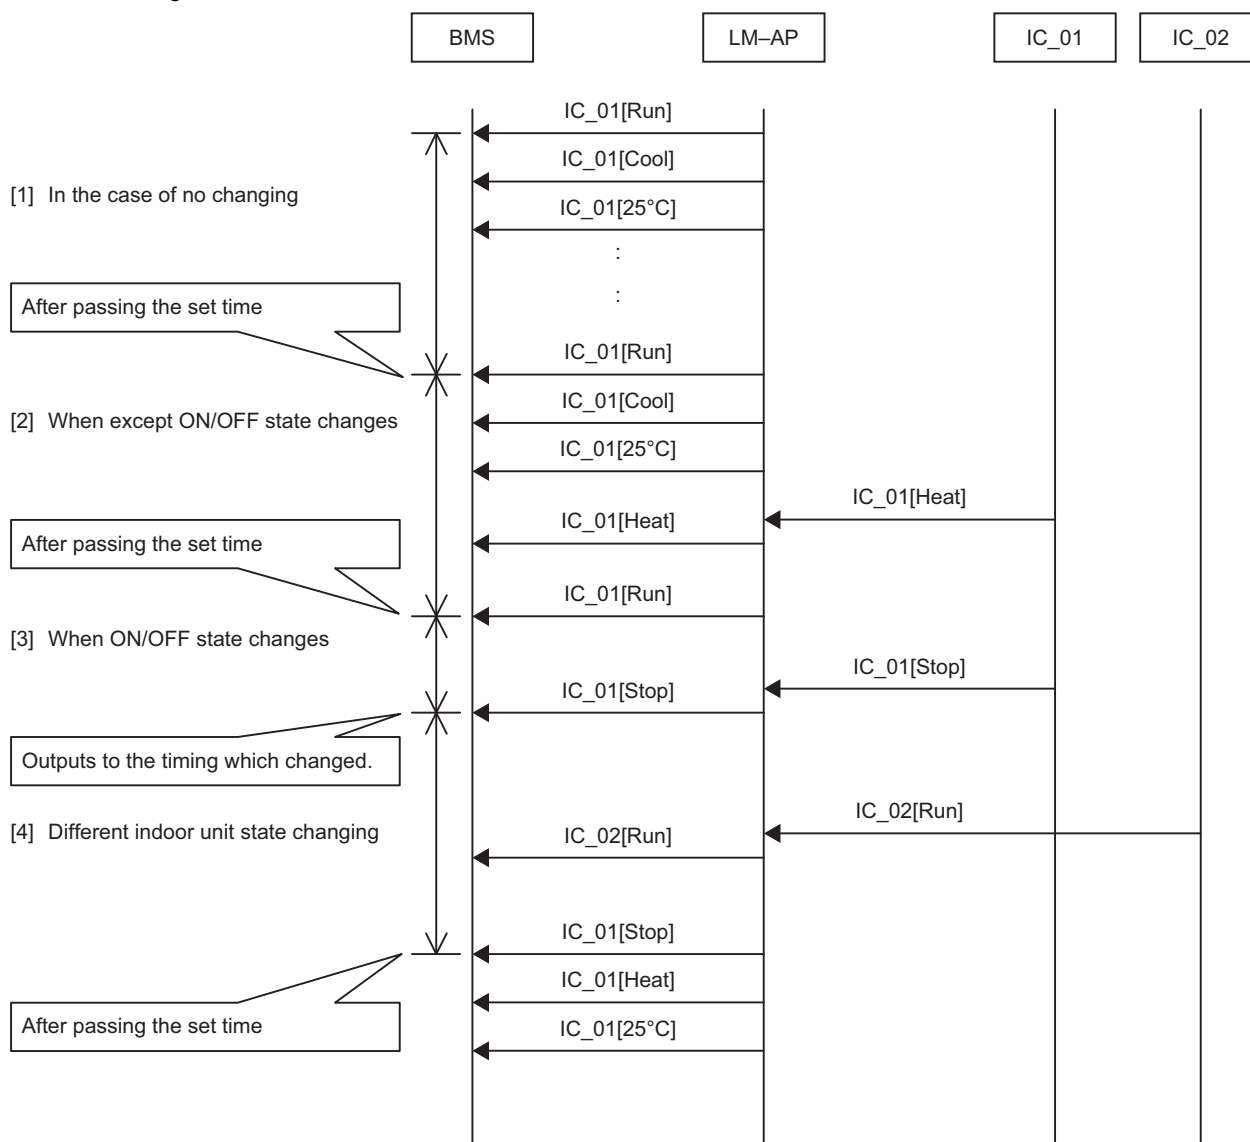 BMS
LM–AP
IC_01
IC_02
IC_01[Run]
IC_01[Cool]
[1] In the case of no changing
IC_01[25°C]
:
:
After passing the set time
IC_01[Run]
IC_01[Cool]
[2] When except ON/OFF state changes
IC_01[25°C]
IC_01[Heat]
IC_01[Heat]
After passing the set time
IC_01[Run]
[3] When ON/OFF state changes
IC_01[Stop]
IC_01[Stop]
Outputs to the timing which changed.
IC_02[Run]
[4] Different indoor unit state changing
IC_02[Run]
IC_01[Stop]
IC_01[Heat]
After passing the set time
IC_01[25°C]